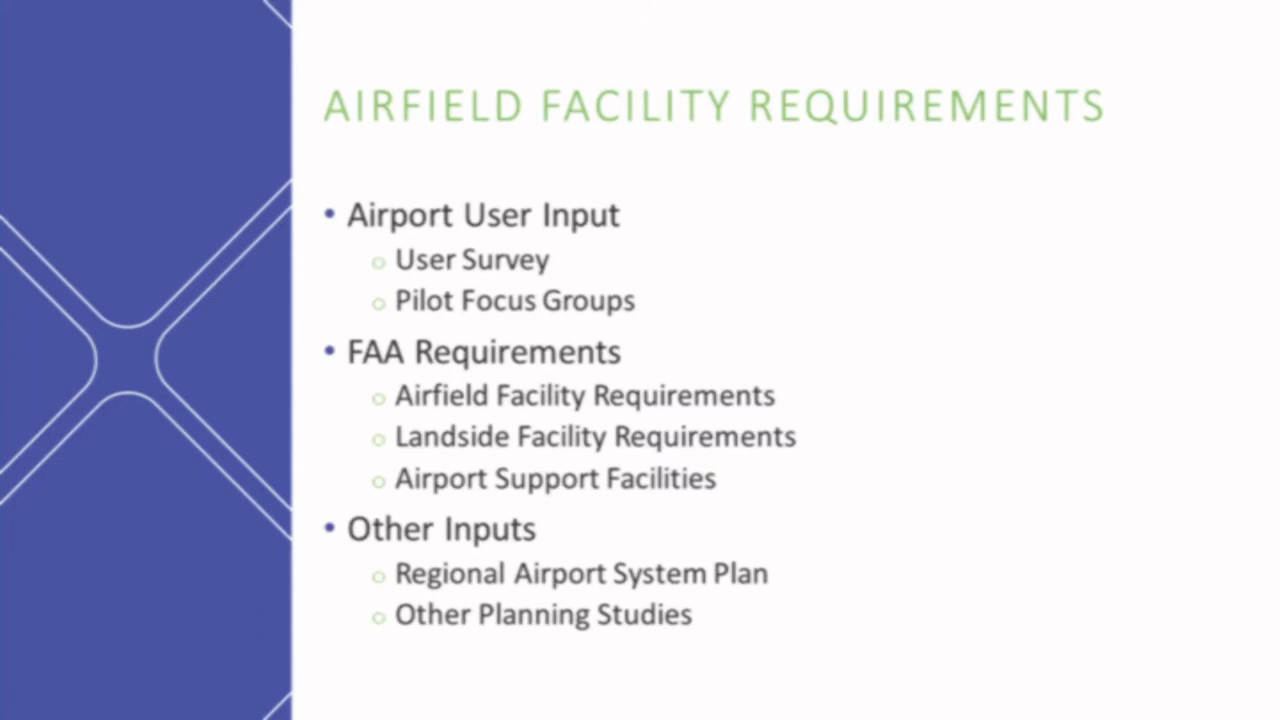 AIRFIELD FACILITY REQUIREMENTS
• Airport User Input
o User Survey
o Pilot Focus Groups
• FAA Requirements
o Airfield Facility Requirements
o Landside Facility Requirements
o Airport Support Facilities
• Other Inputs
o Regional Airport System Plan
o Other Planning Studies